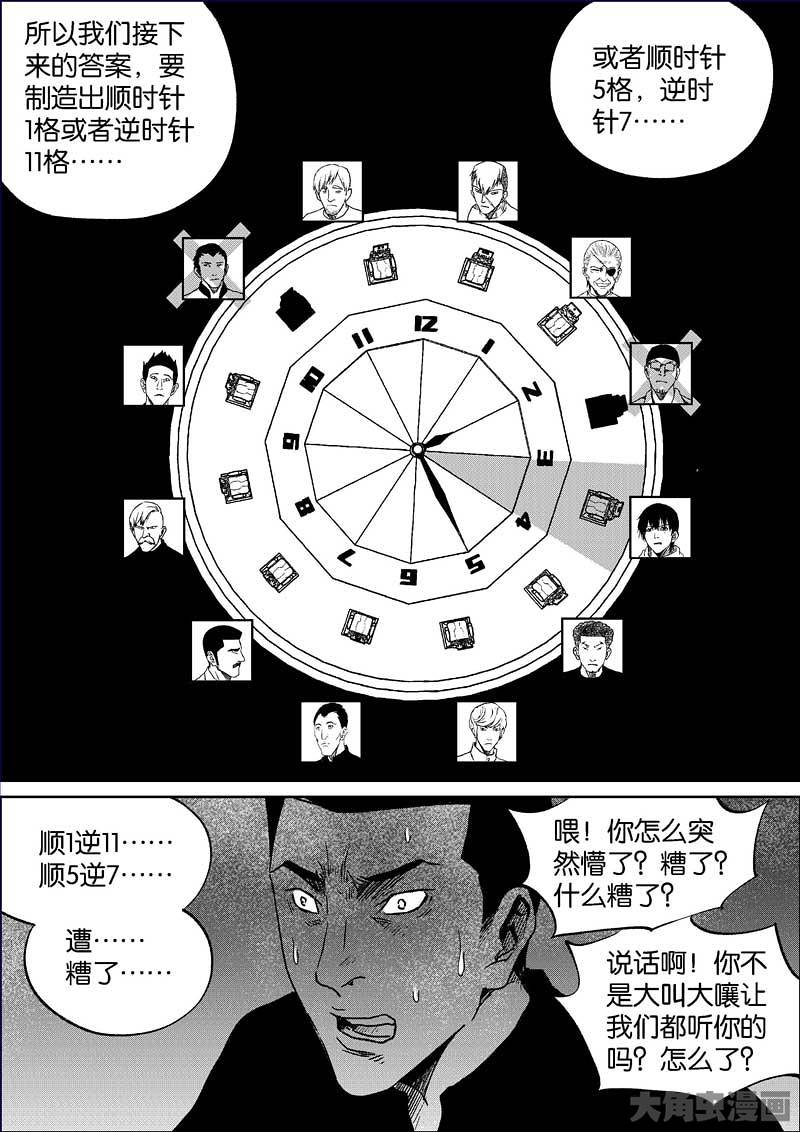 所以我们接下
来的答案，要
制造出顺时针
1格或者逆时针
11格……
或者顺时针
5格，逆时
针7……
12
1
2
3
4
5
6
7
8
9
10
11
顺1逆11……
顺5逆7……
遭……
糟了……
喂！你怎么突
然懵了？糟了？
什么糟了？
说话啊！你不
是大叫大嚷让
我们都听你的
吗？怎么了？
大角虫漫画